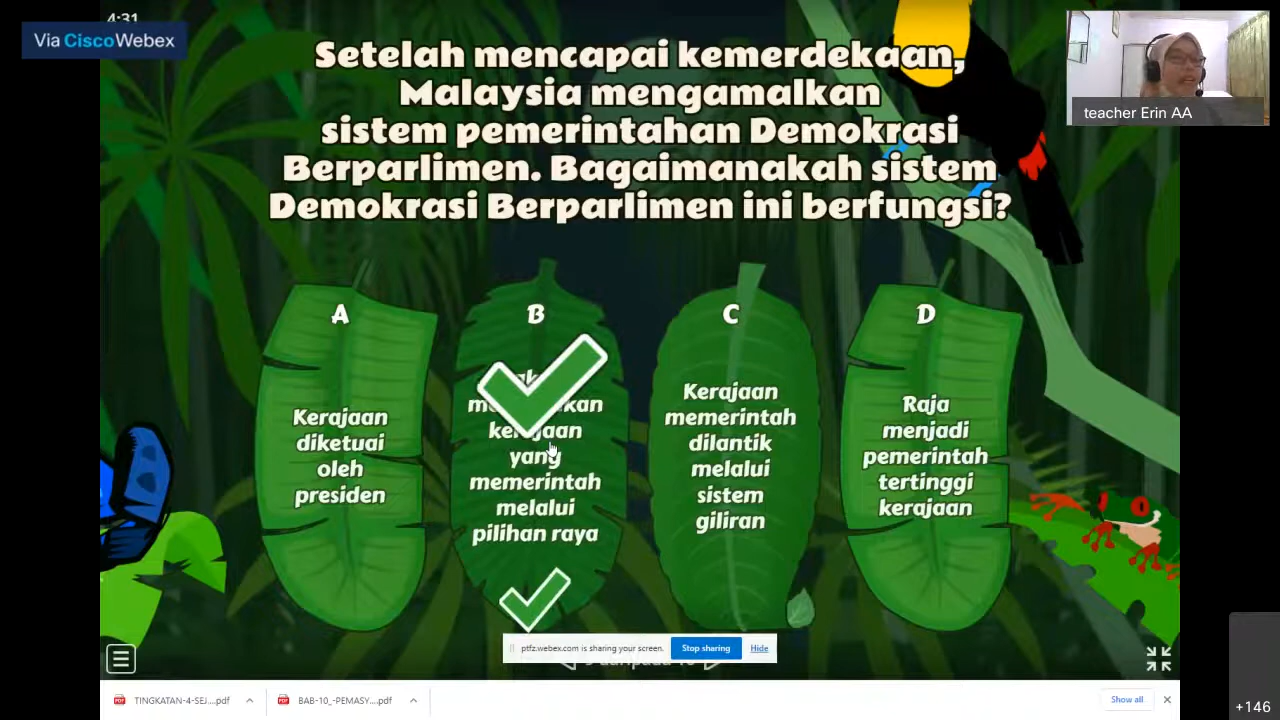 4:31
Via CiscoWebex
Setelah mencapai kemerdekaan,
Malaysia mengamalkan
sistem pemerintahan Demokrasi
Berparlimen. Bagaimanakah sistem
Demokrasi Berparlimen ini berfungsi?
teacher Erin AA
A
Kerajaan
diketuai
oleh
presiden
B
kerajaan
yang
memerintah
melalui
pilihan raya
C
Kerajaan
memerintah
dilantik
melalui
sistem
giliran
D
Raja
menjadi
pemerintah
tertinggi
kerajaan
ptfz.webex.com is sharing your screen.
Stop sharing
Hide
TINGKATAN-4-SEJ....pdf
BAB-10_-PEMASY....pdf
Show all
+146